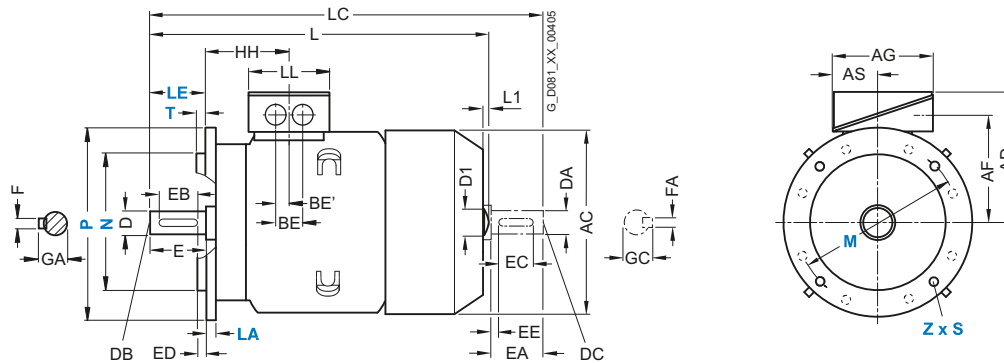 LC
L
G_D081_XX_00405
HH
LL
LE
T
L1
AG
AS
F
P
N
D
EB
E
GA
BE'
BE
D1
DA
AC
FA
GC
EC
AF
AD
M
LA
DB
ED
EE
EA
DC
Z x S